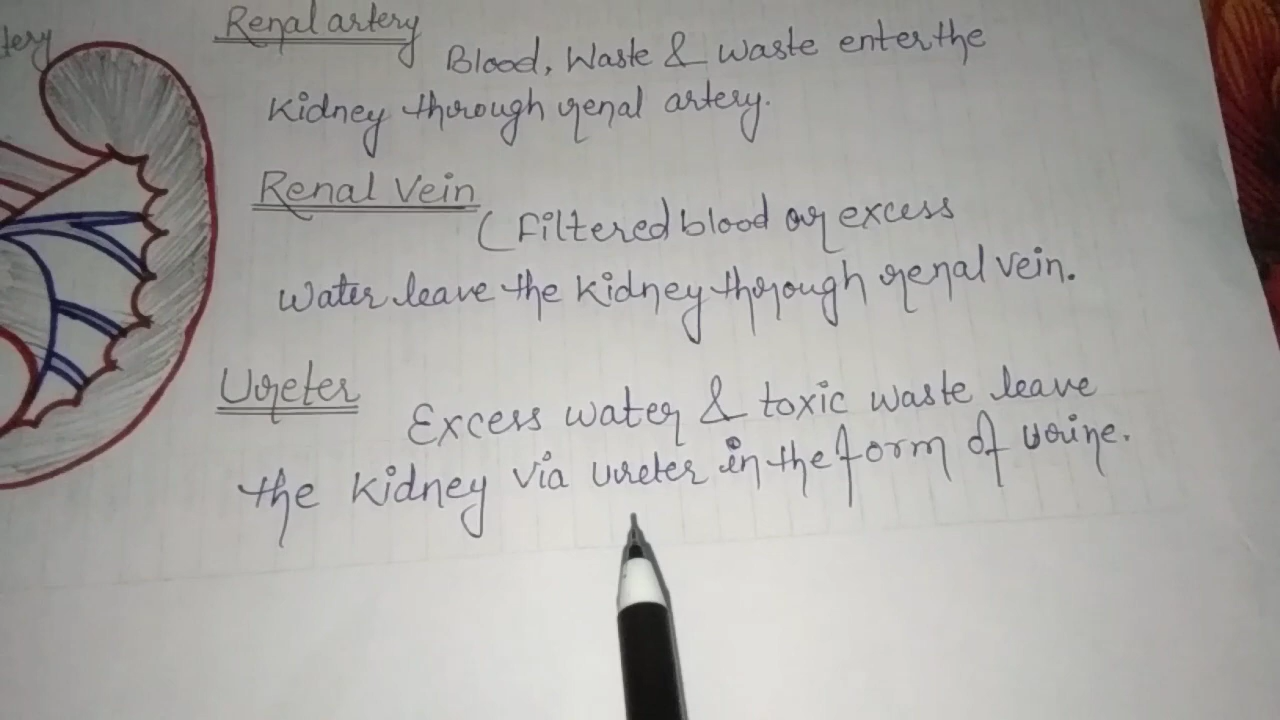 tery
Renal artery
Blood, Waste & waste enter the
kidney through renal artery.
Renal Vein
(Filtered blood or excess
water leave the kidney through renal vein.
Ureter
Excess water & toxic waste leave
the kidney via ureter in the form of urine.